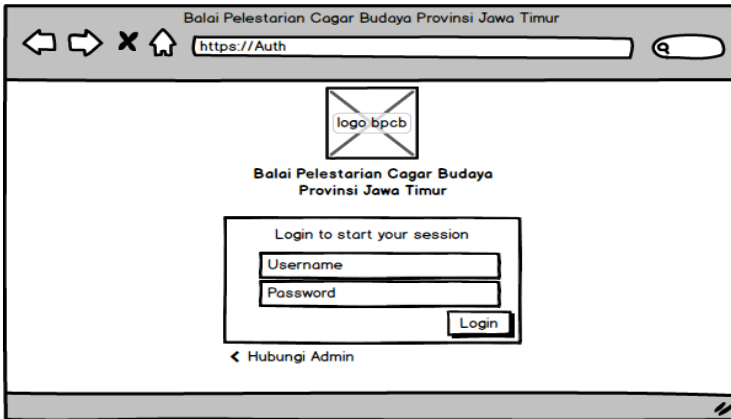 Balai Pelestarian Cagar Budaya Provinsi Jawa Timur
https://Auth
logo bpcb
Balai Pelestarian Cagar Budaya
Provinsi Jawa Timur
Login to start your session
Username
Password
Login
Hubungi Admin